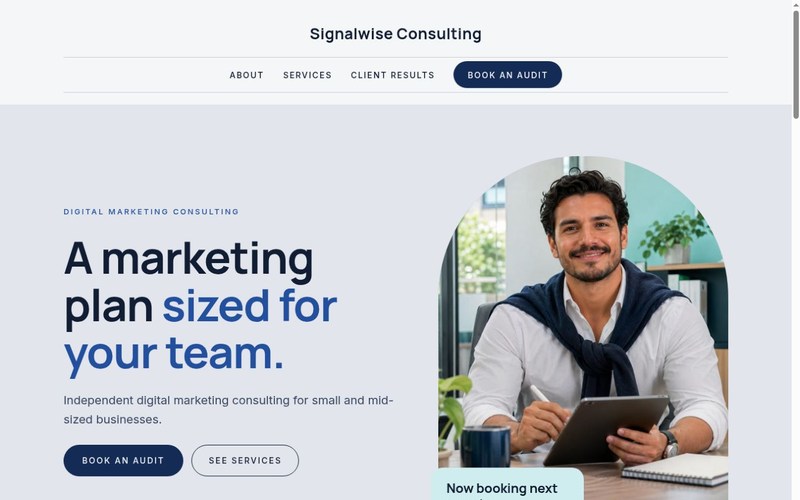 Signalwise Consulting
ABOUT SERVICES CLIENT RESULTS BOOK AN AUDIT
DIGITAL MARKETING CONSULTING
A marketing
plan sized for
your team.
Independent digital marketing consulting for small and mid-
sized businesses.
BOOK AN AUDIT SEE SERVICES
Now booking next